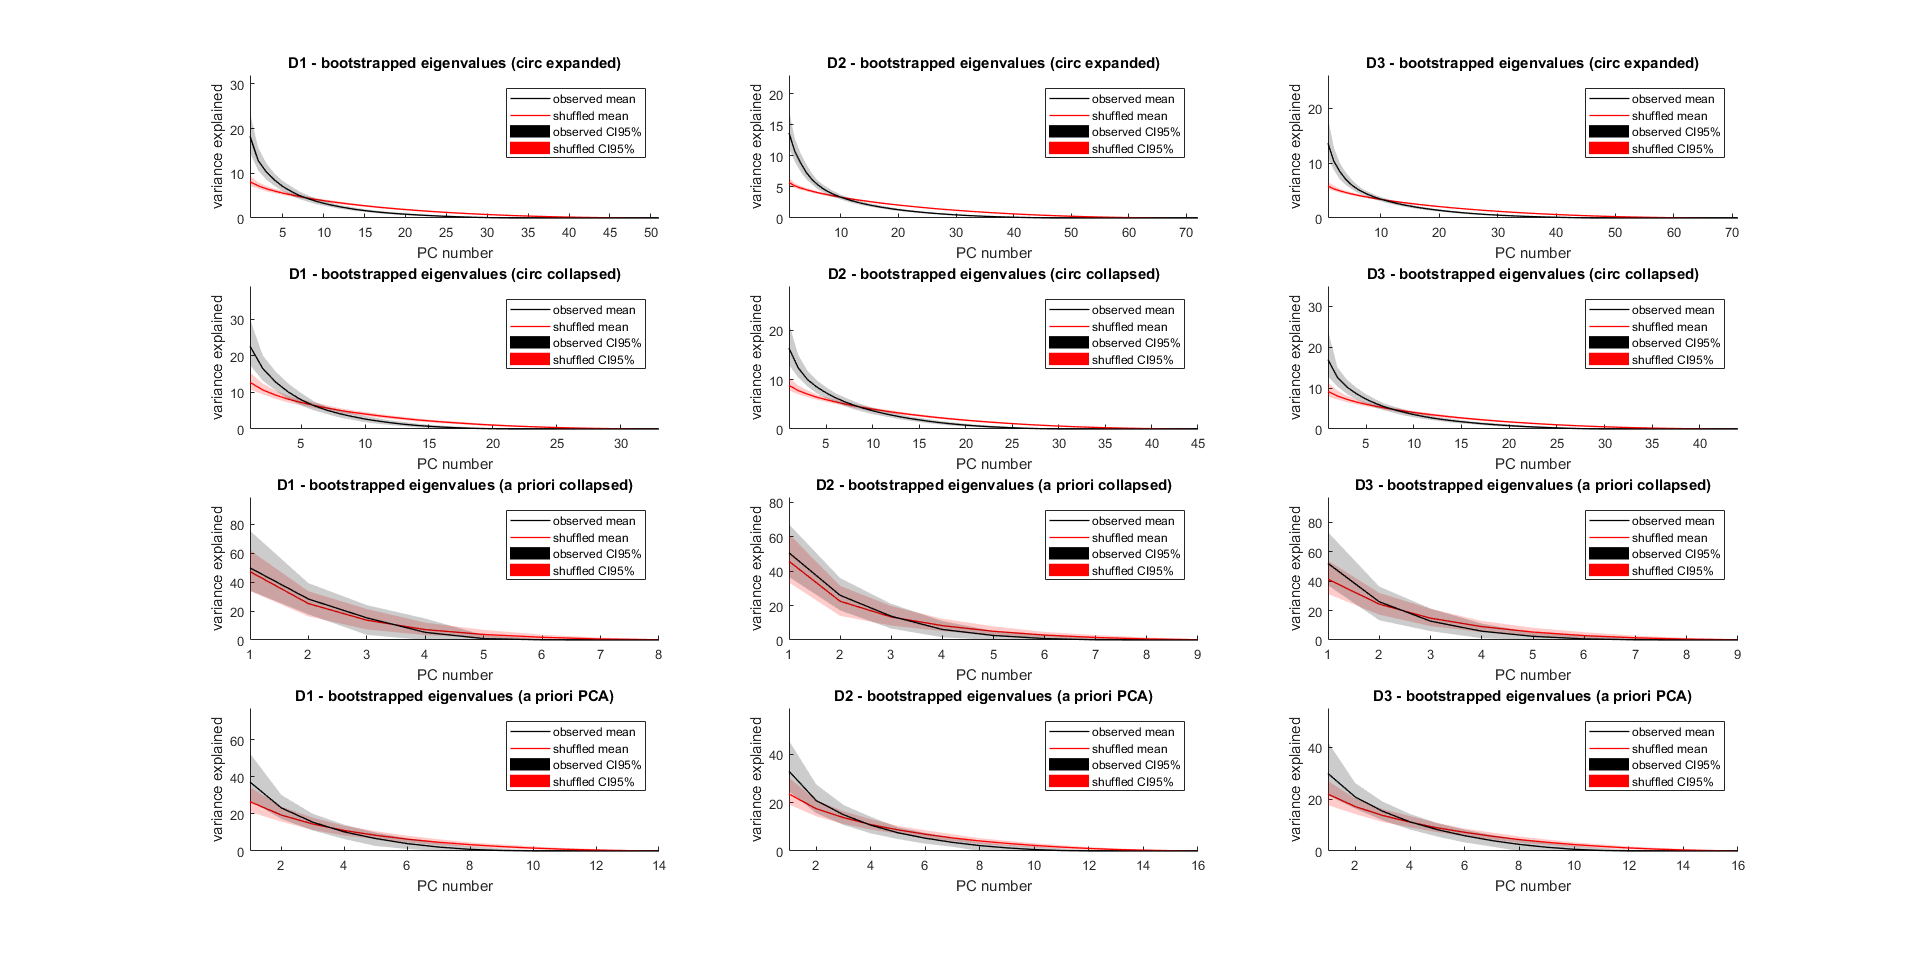 D1 - bootstrapped eigenvalues (circ expanded)
variance explained
30
20
10
0
5 10 15 20 25 30 35 40 45 50
PC number
observed mean
shuffled mean
observed CI95%
shuffled CI95%
D2 - bootstrapped eigenvalues (circ expanded)
variance explained
20
15
10
5
0
10 20 30 40 50 60 70
PC number
observed mean
shuffled mean
observed CI95%
shuffled CI95%
D3 - bootstrapped eigenvalues (circ expanded)
variance explained
20
10
0
10 20 30 40 50 60 70
PC number
observed mean
shuffled mean
observed CI95%
shuffled CI95%
D1 - bootstrapped eigenvalues (circ collapsed)
variance explained
30
20
10
0
5 10 15 20 25 30
PC number
observed mean
shuffled mean
observed CI95%
shuffled CI95%
D2 - bootstrapped eigenvalues (circ collapsed)
variance explained
20
10
0
5 10 15 20 25 30 35 40 45
PC number
observed mean
shuffled mean
observed CI95%
shuffled CI95%
D3 - bootstrapped eigenvalues (circ collapsed)
variance explained
30
20
10
0
5 10 15 20 25 30 35 40
PC number
observed mean
shuffled mean
observed CI95%
shuffled CI95%
D1 - bootstrapped eigenvalues (a priori collapsed)
variance explained
80
60
40
20
0
1 2 3 4 5 6 7 8
PC number
observed mean
shuffled mean
observed CI95%
shuffled CI95%
D2 - bootstrapped eigenvalues (a priori collapsed)
variance explained
80
60
40
20
0
1 2 3 4 5 6 7 8 9
PC number
observed mean
shuffled mean
observed CI95%
shuffled CI95%
D3 - bootstrapped eigenvalues (a priori collapsed)
variance explained
80
60
40
20
0
1 2 3 4 5 6 7 8 9
PC number
observed mean
shuffled mean
observed CI95%
shuffled CI95%
D1 - bootstrapped eigenvalues (a priori PCA)
variance explained
60
40
20
0
2 4 6 8 10 12 14
PC number
observed mean
shuffled mean
observed CI95%
shuffled CI95%
D2 - bootstrapped eigenvalues (a priori PCA)
variance explained
40
20
0
2 4 6 8 10 12 14 16
PC number
observed mean
shuffled mean
observed CI95%
shuffled CI95%
D3 - bootstrapped eigenvalues (a priori PCA)
variance explained
40
20
0
2 4 6 8 10 12 14 16
PC number
observed mean
shuffled mean
observed CI95%
shuffled CI95%